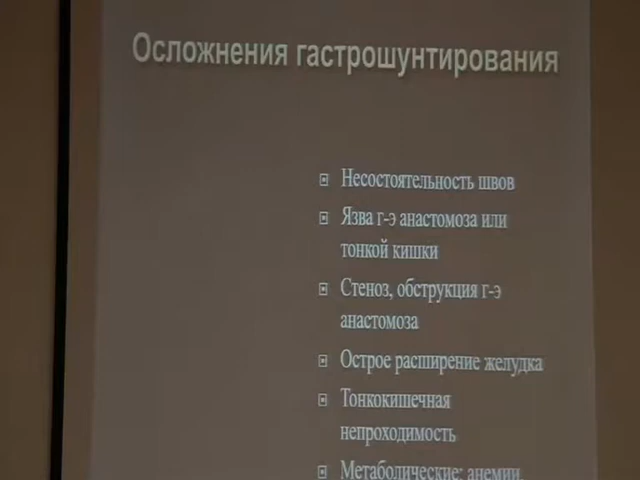 Осложнения гастрошунтирования
Несостоятельность швов
Язва г-э анастомоза или
тонкой кишки
Стеноз, обструкция г-э
анастомоза
Острое расширение желудка
Тонкокишечная
непроходимость
Метаболические: анемии,